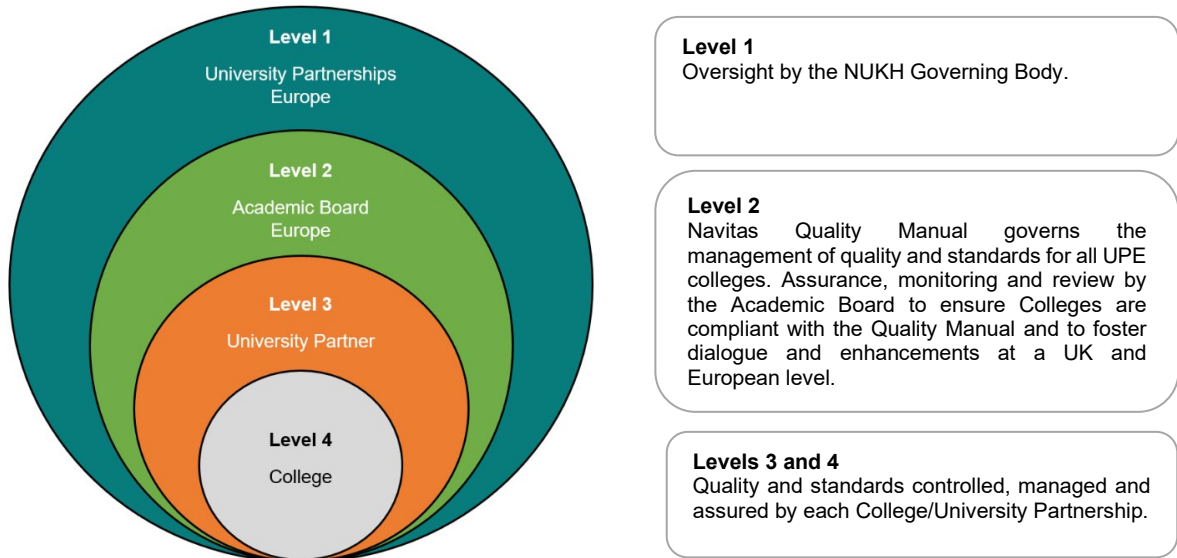 Level 1
University Partnerships
Europe
Level 2
Academic Board
Europe
Level 3
University Partner
Level 4
College
Level 1
Oversight by the NUKH Governing Body.
Level 2
Navitas Quality Manual governs the
management of quality and standards for all UPE
colleges. Assurance, monitoring and review by
the Academic Board to ensure Colleges are
compliant with the Quality Manual and to foster
dialogue and enhancements at a UK and
European level.
Levels 3 and 4
Quality and standards controlled, managed and
assured by each College/University Partnership.